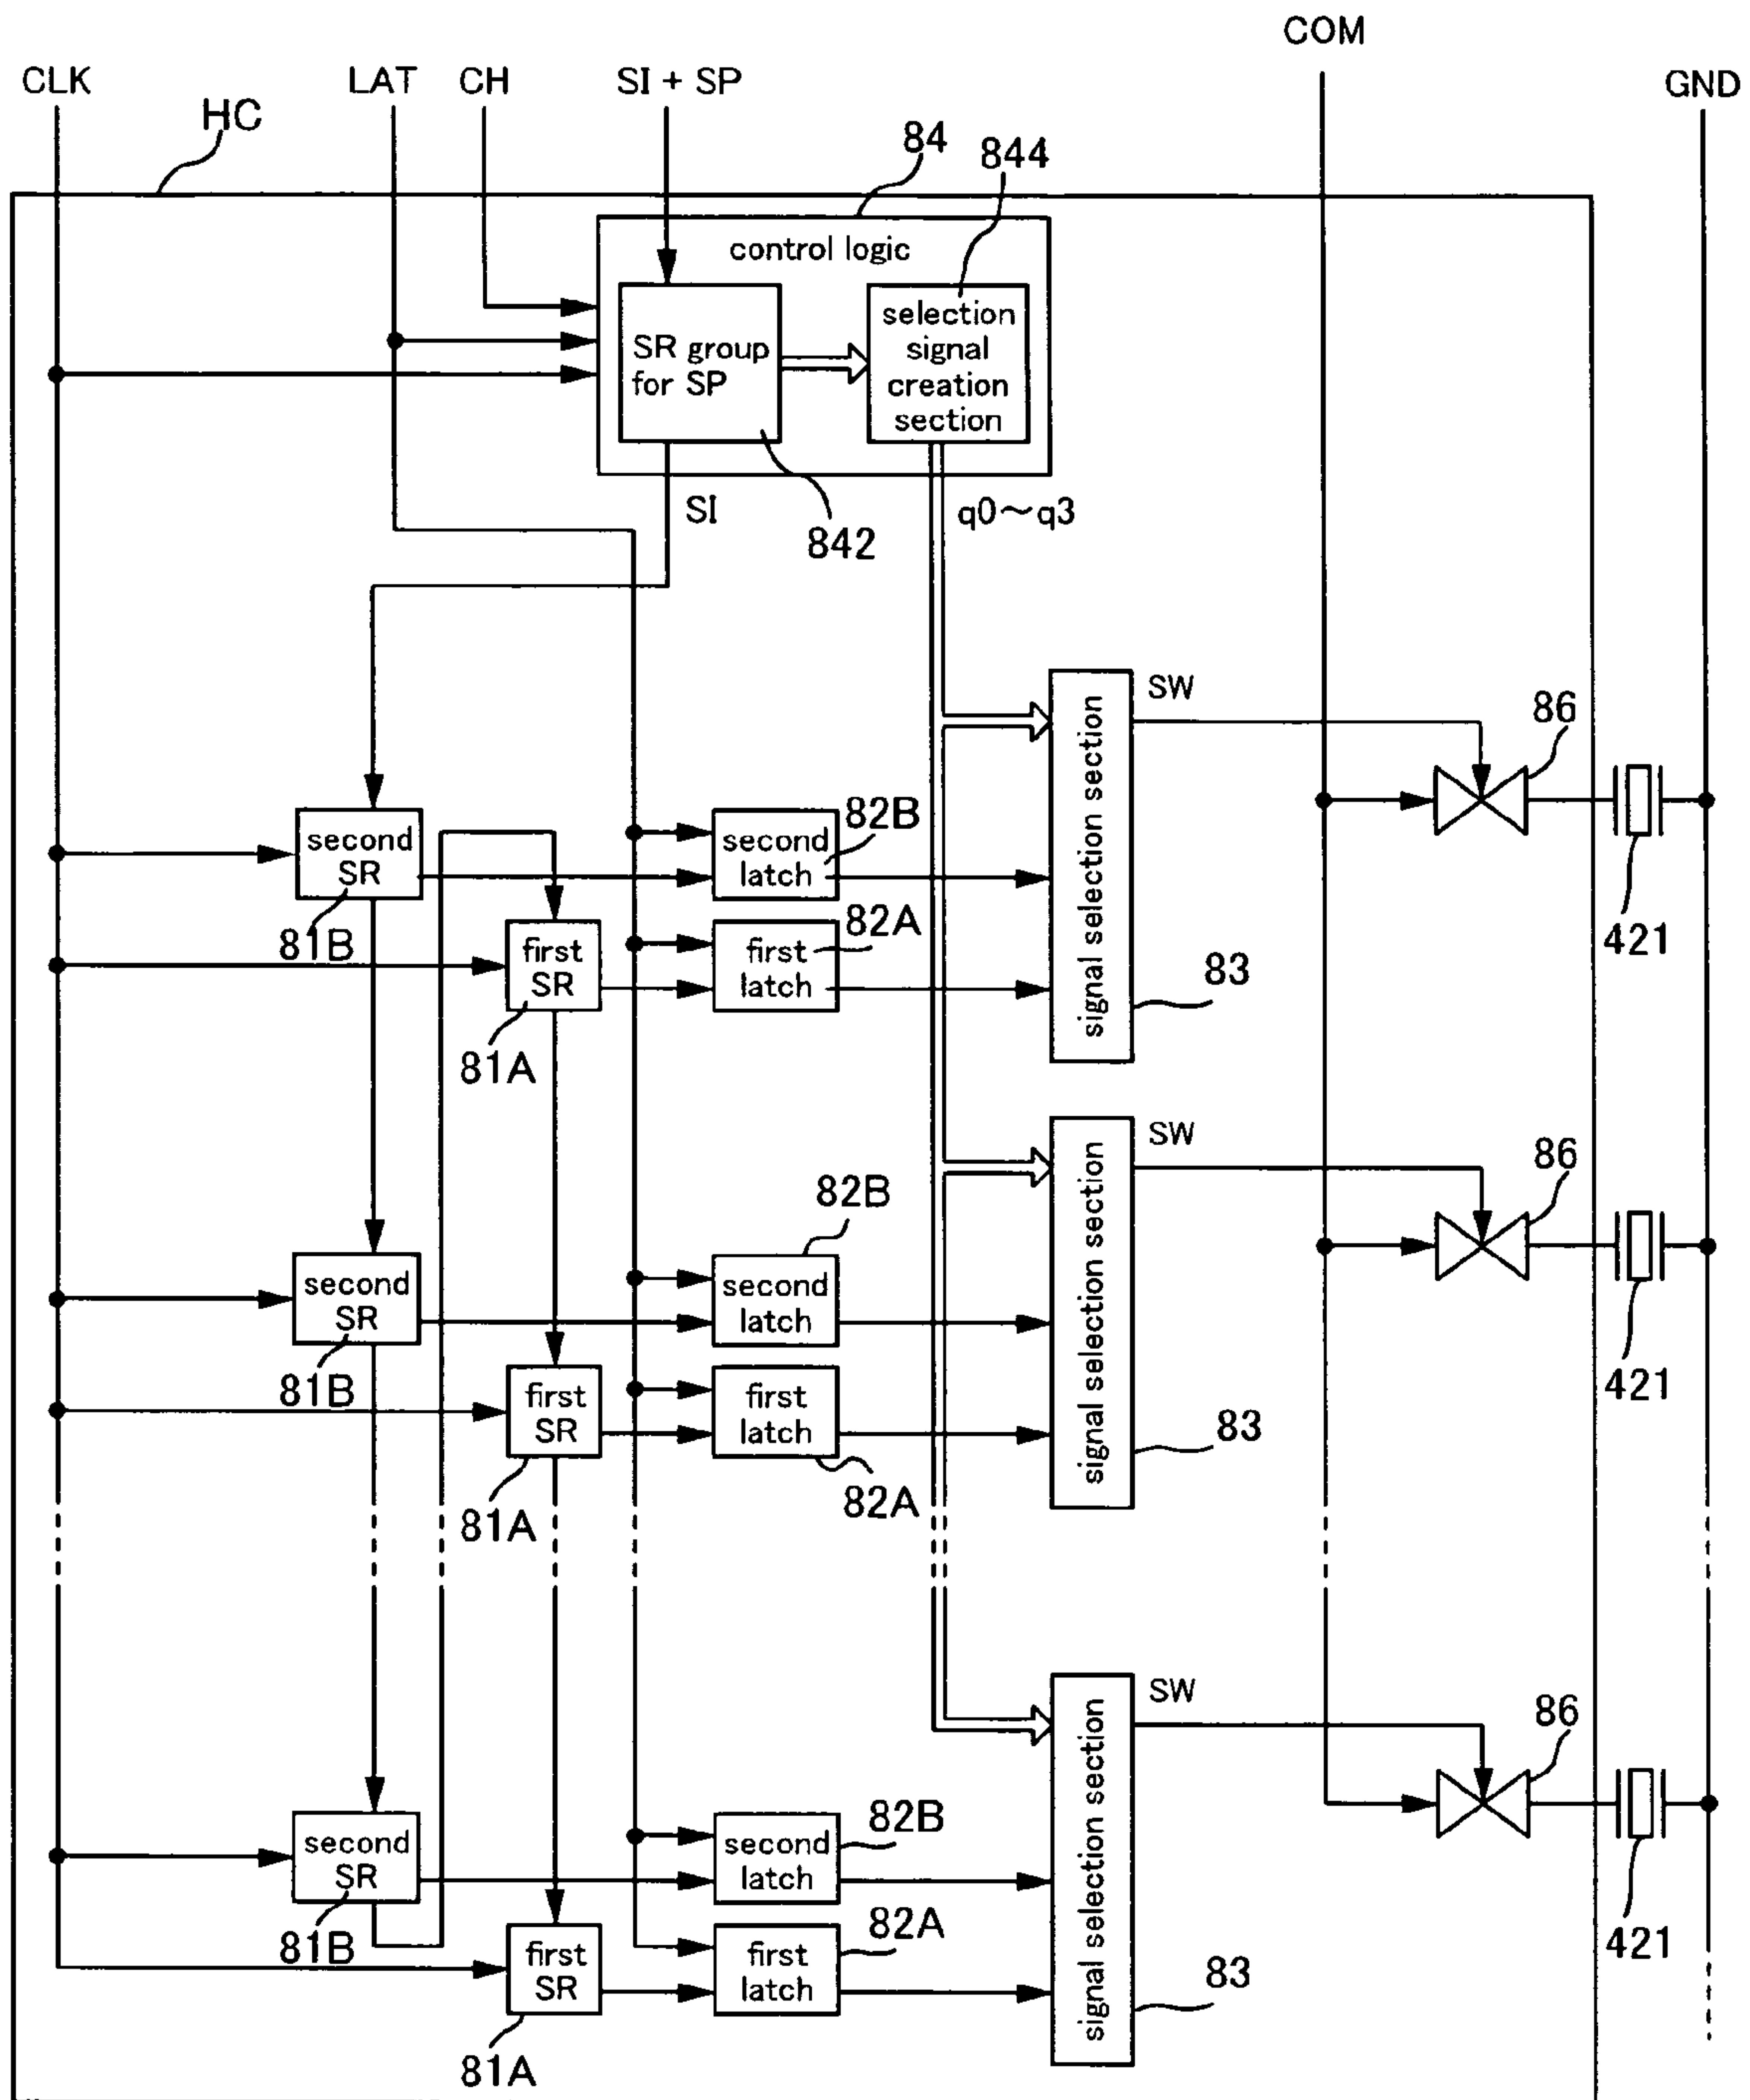 COM
CLK
LAT
CH
SI + SP
GND
HC
84
844
control logic
SR group
for SP
selection
signal
creation
section
SI
842
q0～q3
signal selection section
SW
86
second
SR
81B
second
latch
82B
first
SR
81A
first
latch
82A
83
421
signal selection section
SW
86
82B
second
SR
81B
second
latch
first
SR
81A
first
latch
82A
83
421
signal selection section
SW
86
second
SR
81B
second
latch
82B
first
SR
81A
first
latch
82A
83
421